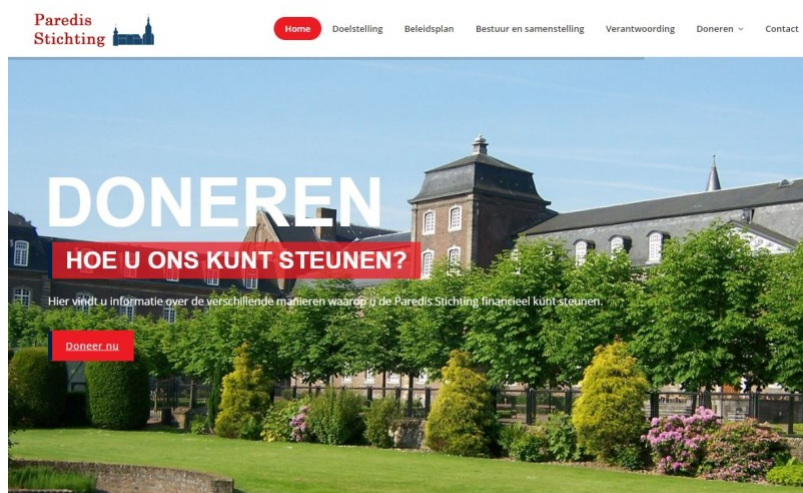 Paredis
Stichting
Home Doelstelling Beleidsplan Bestuur en samenstelling Verantwoording Doneren Contact
DONEREN
HOE U ONS KUNT STEUNEN?
Hier vindt u informatie over de verschillende manieren waarop u de Paredis Stichting financieel kunt steunen.
Doneer nu